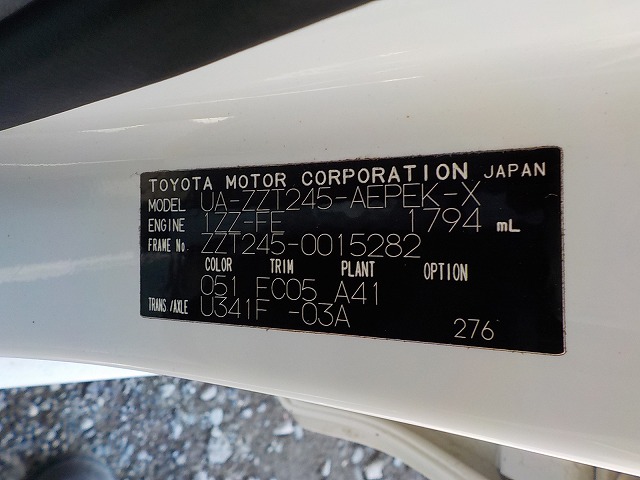 TOYOTA MOTOR CORPORATION JAPAN
MODEL UA-ZZT245-AEPEK-X
ENGINE 1ZZ-FE 1794 mL
FRAME No. ZZT245-0015282
COLOR TRIM PLANT OPTION
051 FC05 A41
TRANS/AXLE U341F -03A
276